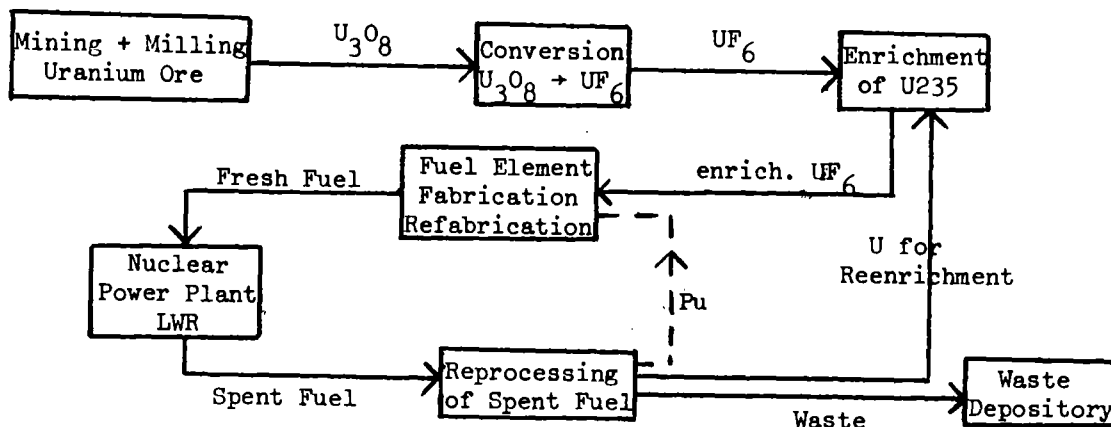 Mining + Milling
Uranium Ore
U₃O₈
Conversion
U₃O₈ → UF₆
UF₆
Enrichment
of U235
Fresh Fuel
Fuel Element
Fabrication
Refabrication
enrich. UF₆
Nuclear
Power Plant
LWR
Pu
U for
Reenrichment
Spent Fuel
Reprocessing
of Spent Fuel
Waste
Waste
Depository